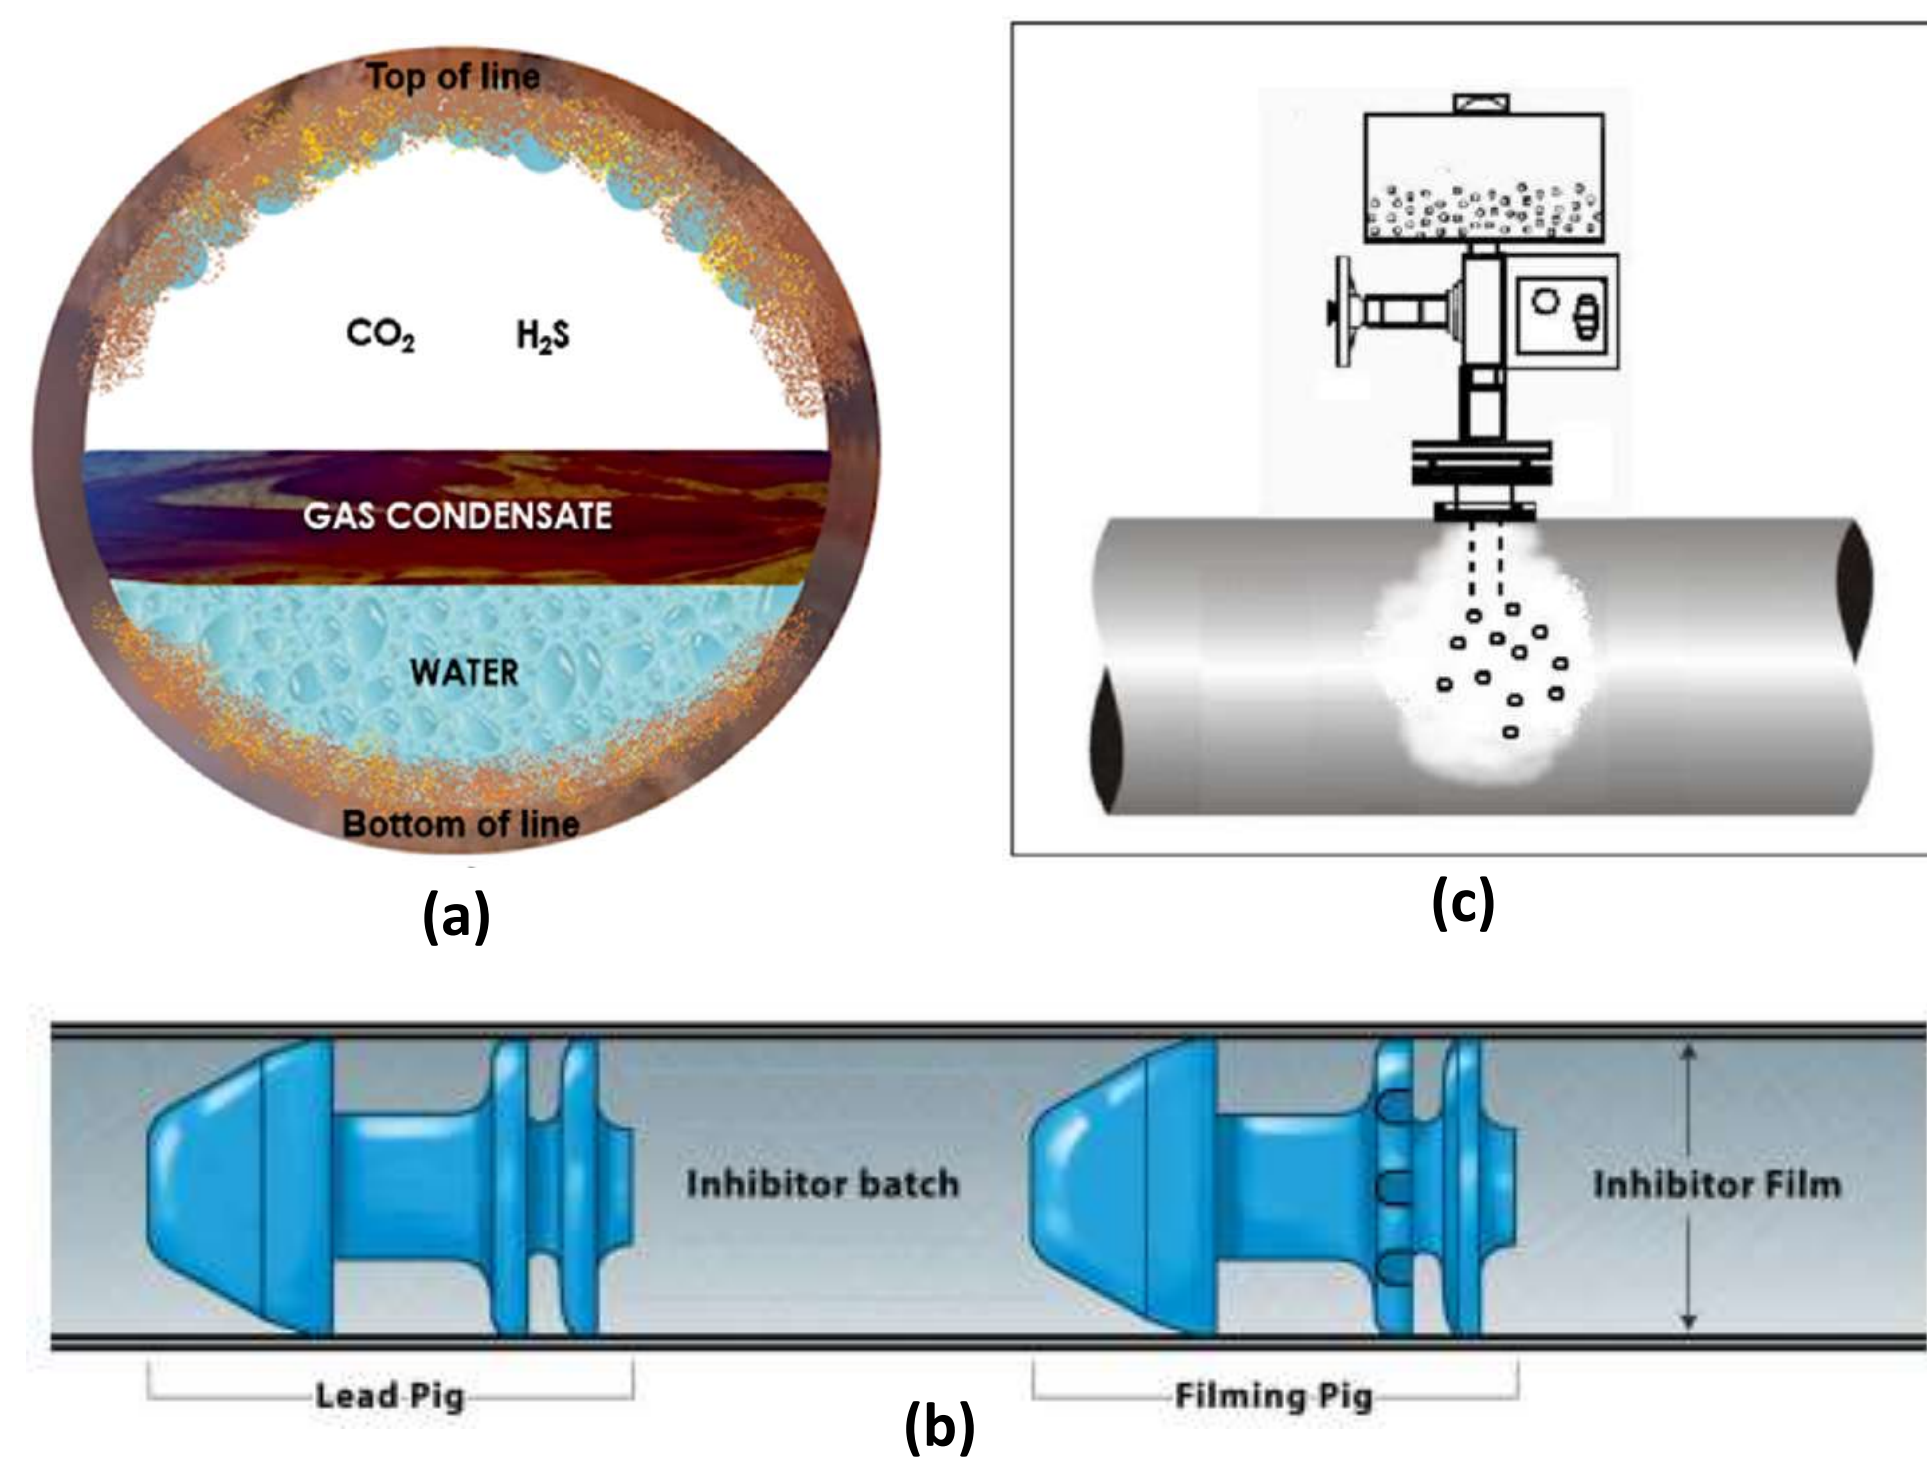 Top of line
CO₂ H₂S
GAS CONDENSATE
WATER
Bottom of line
(a)
(c)
Inhibitor batch
Inhibitor Film
Lead Pig
Filming Pig
(b)